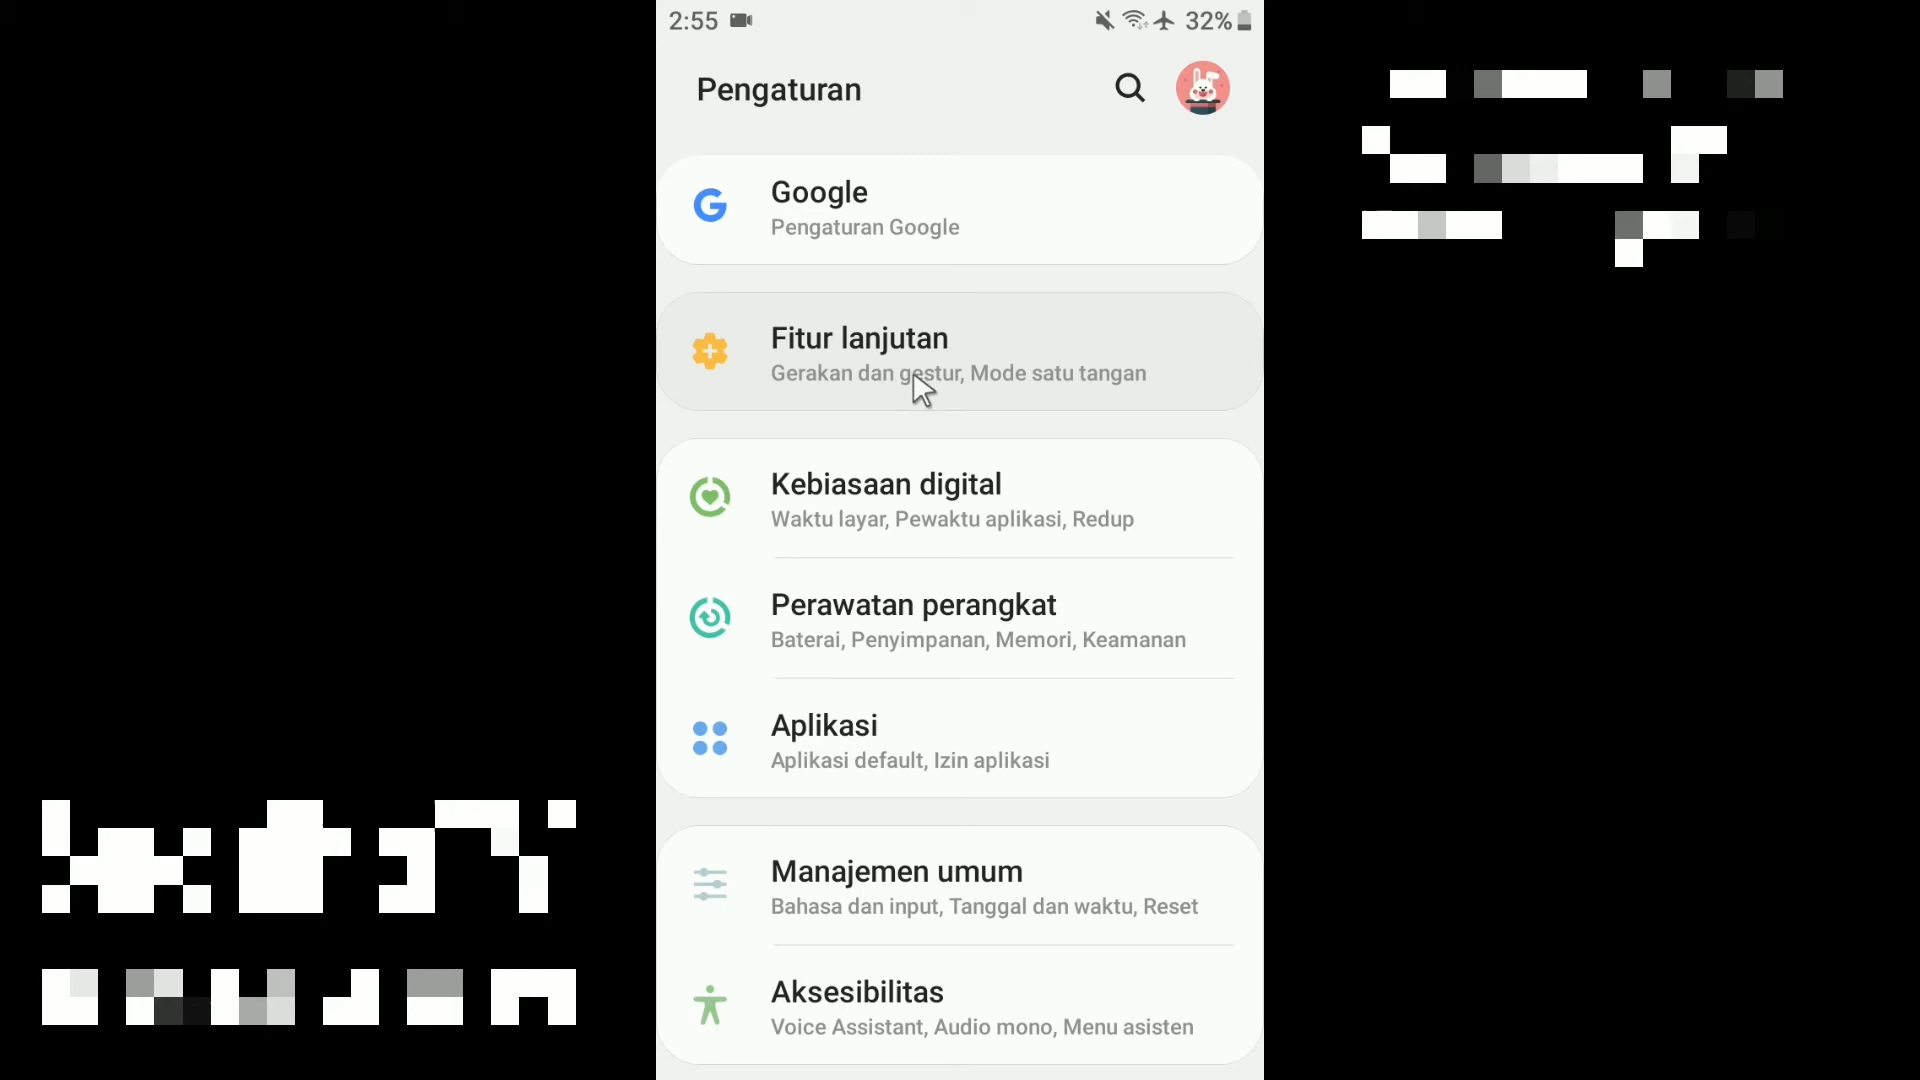 2:55
32%
Pengaturan
Google
Pengaturan Google
Fitur lanjutan
Gerakan dan gestur, Mode satu tangan
Kebiasaan digital
Waktu layar, Pewaktu aplikasi, Redup
Perawatan perangkat
Baterai, Penyimpanan, Memori, Keamanan
Aplikasi
Aplikasi default, Izin aplikasi
Manajemen umum
Bahasa dan input, Tanggal dan waktu, Reset
Aksesibilitas
Voice Assistant, Audio mono, Menu asisten